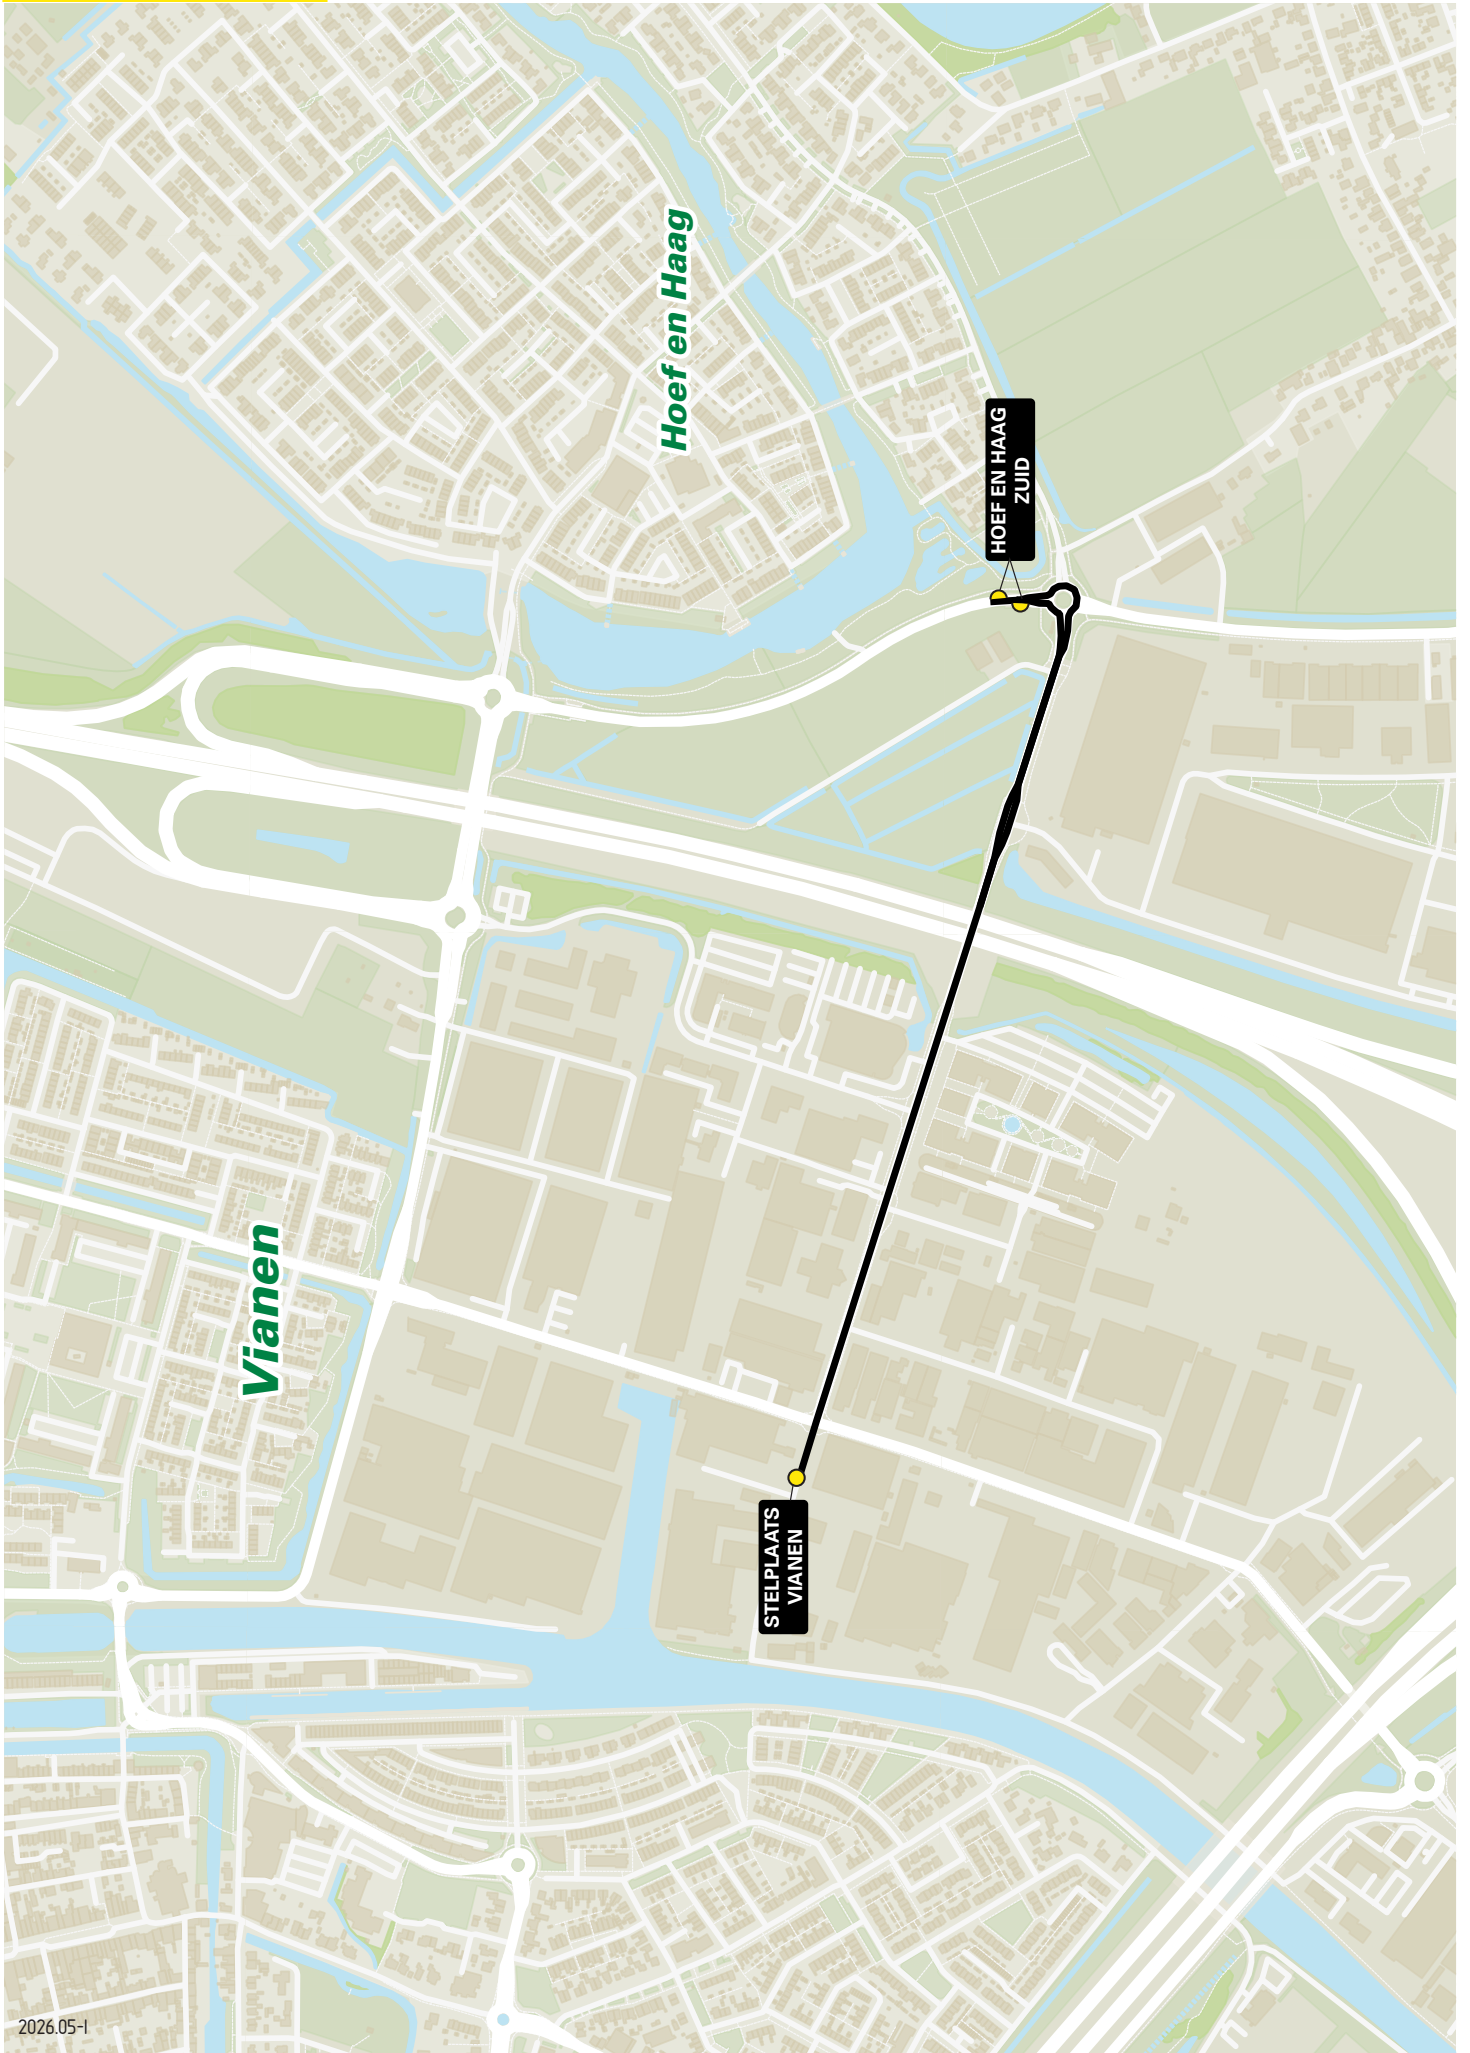 Hoef en Haag
HOEF EN HAAG
ZUID
Vianen
STELPLAATS
VIANEN
2026.05-I